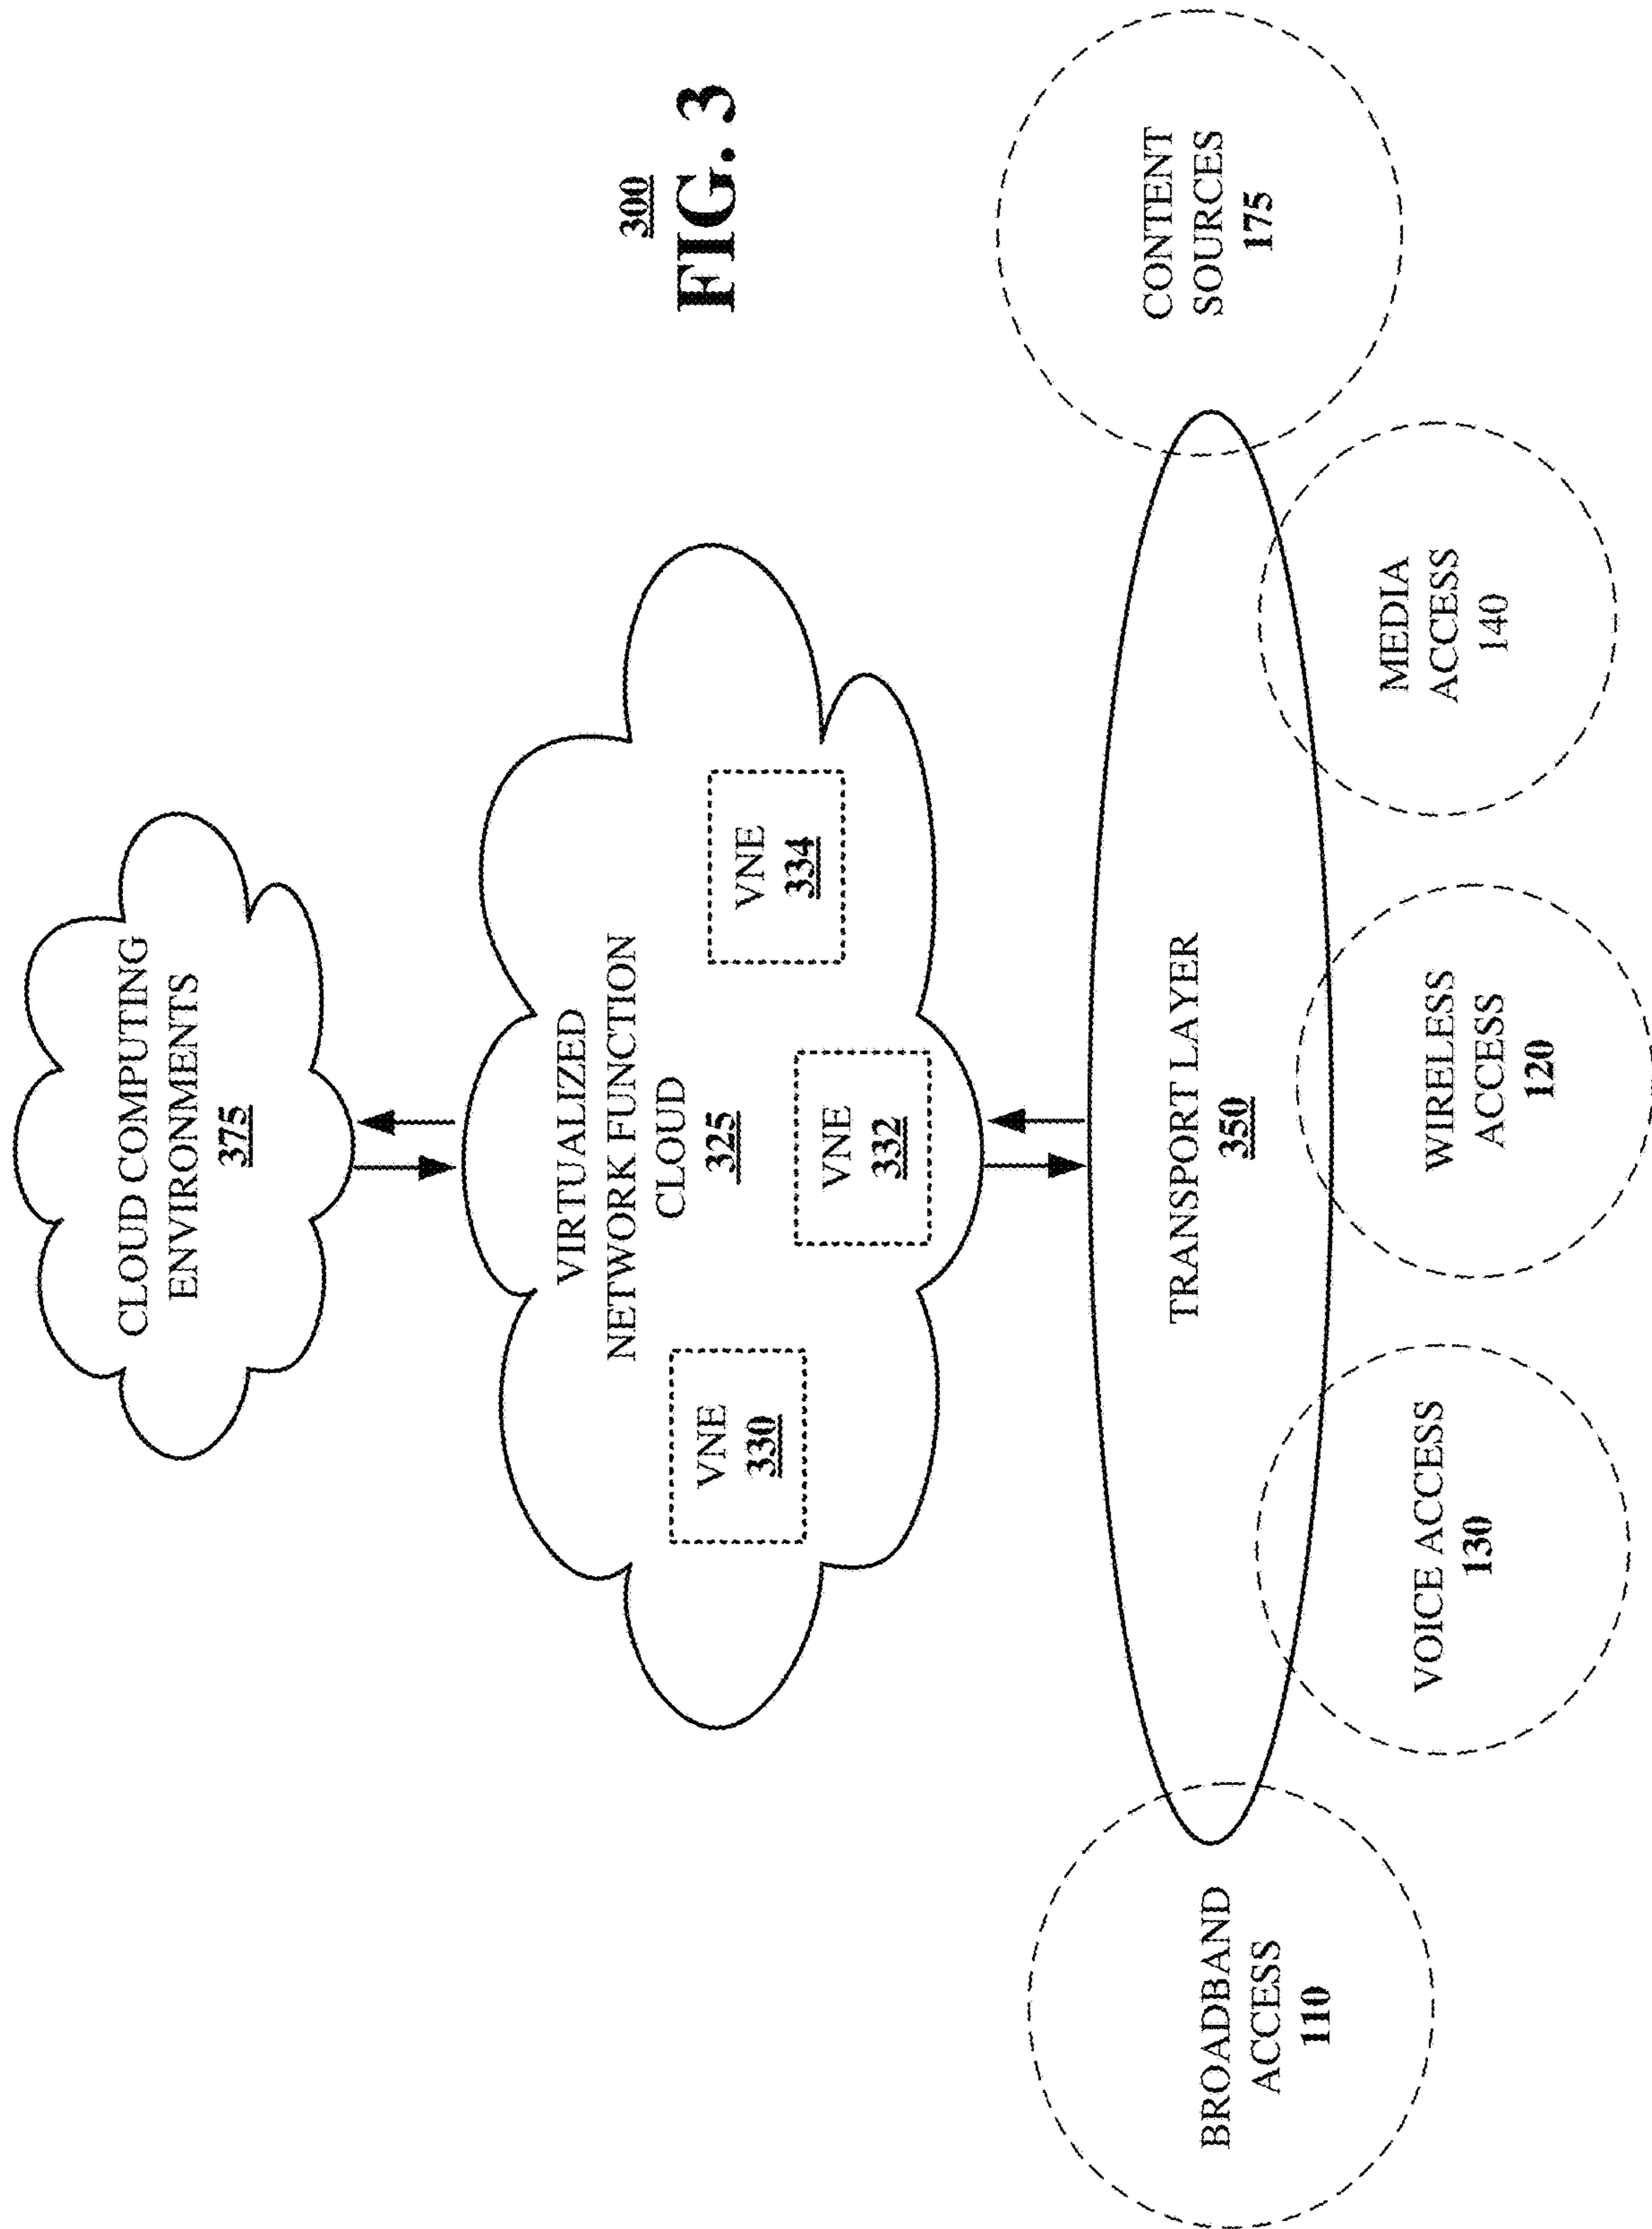 CLOUD COMPUTING
ENVIRONMENTS
375
VIRTUALIZED
NETWORK FUNCTION
CLOUD
325
VNE
330
VNE
332
VNE
334
300
FIG. 3
TRANSPORT LAYER
350
BROADBAND
ACCESS
110
VOICE ACCESS
130
WIRELESS
ACCESS
120
MEDIA
ACCESS
140
CONTENT
SOURCES
175